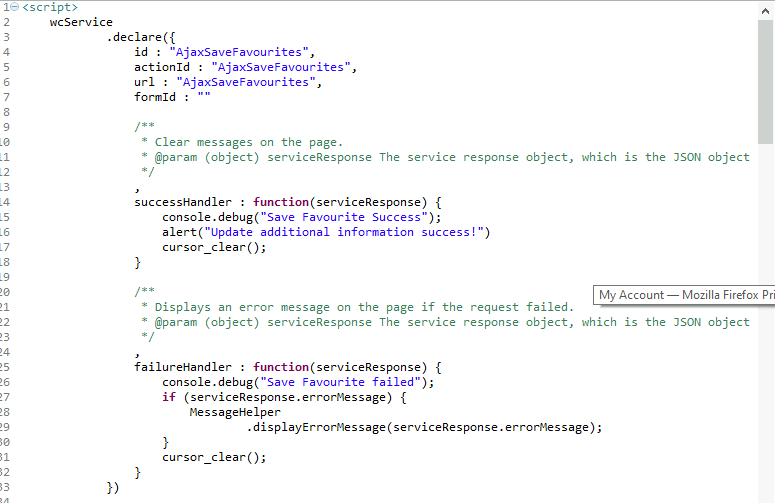 1 <script>
2 wcService
3 .declare({
4 id : "AjaxSaveFavourites",
5 actionId : "AjaxSaveFavourites",
6 url : "AjaxSaveFavourites",
7 formId : ""
8
9 /**
10 * Clear messages on the page.
11 * @param (object) serviceResponse The service response object, which is the JSON object
12 */
13 ,
14 successHandler : function(serviceResponse) {
15 console.debug("Save Favourite Success");
16 alert("Update additional information success!")
17 cursor_clear();
18 }
19
20 /**
21 * Displays an error message on the page if the request failed.
22 * @param (object) serviceResponse The service response object, which is the JSON object
23 */
24 ,
25 failureHandler : function(serviceResponse) {
26 console.debug("Save Favourite failed");
27 if (serviceResponse.errorMessage) {
28 MessageHelper
29 .displayErrorMessage(serviceResponse.errorMessage);
30 }
31 cursor_clear();
32 }
33 })
My Account — Mozilla Firefox Pri